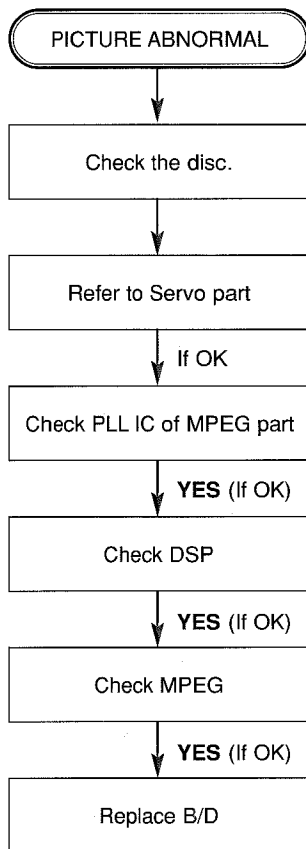 PICTURE ABNORMAL
Check the disc.
Refer to Servo part
If OK
Check PLL IC of MPEG part
YES (If OK)
Check DSP
YES (If OK)
Check MPEG
YES (If OK)
Replace B/D